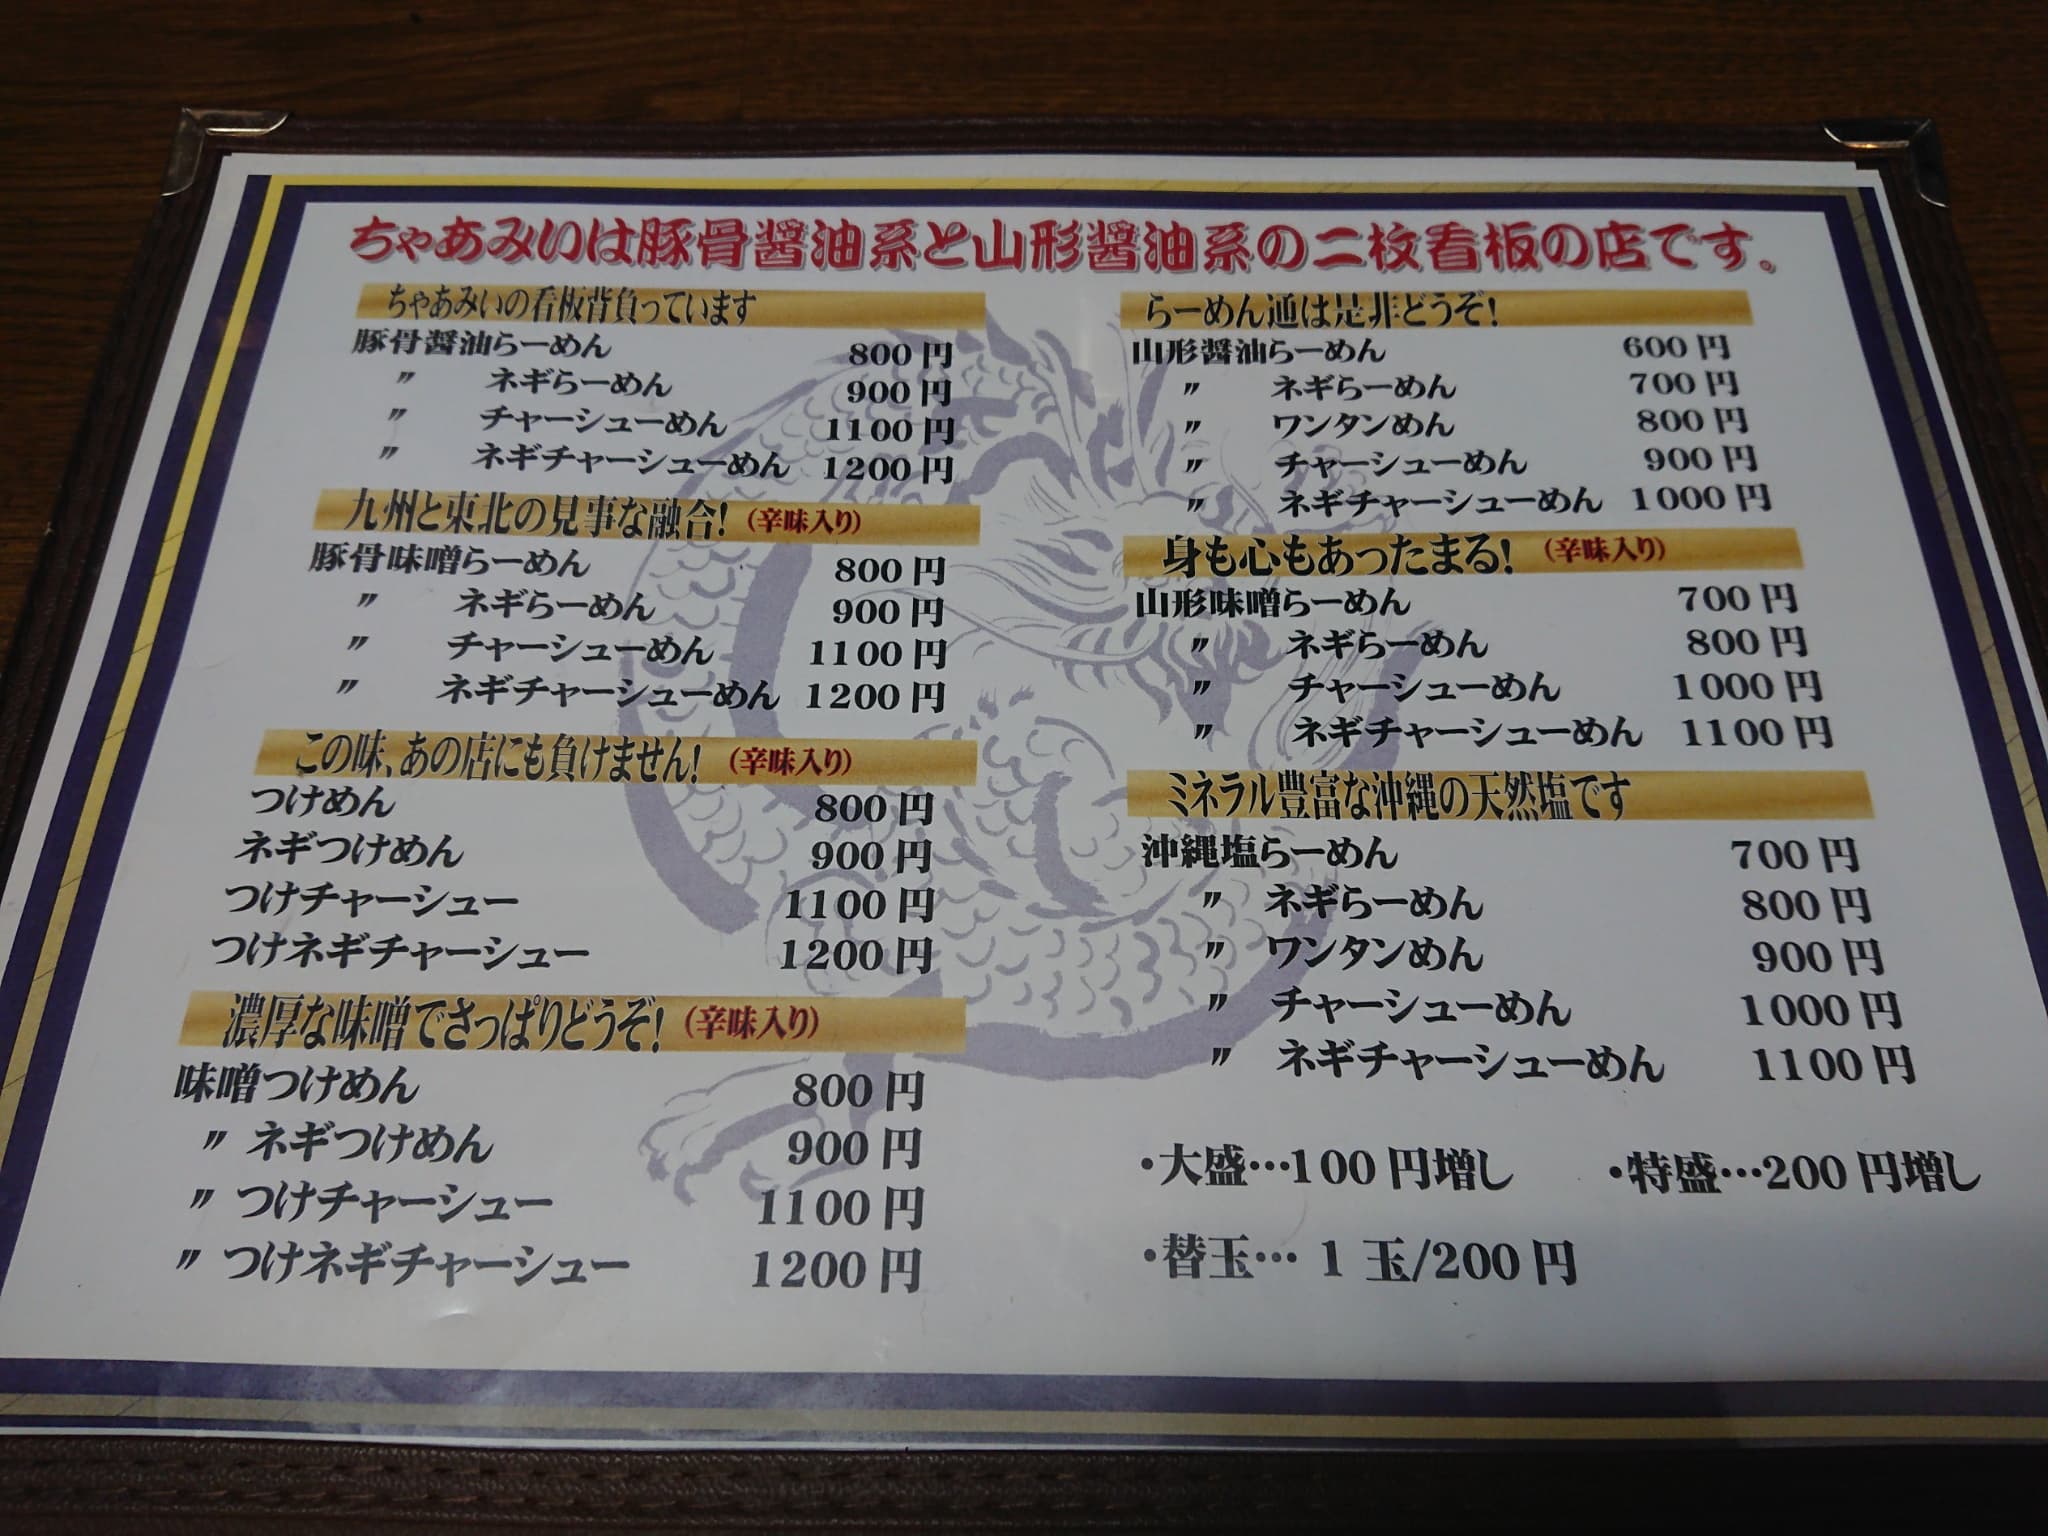 ちゃあみいは豚骨醤油系と山形醤油系の二枚看板の店です。
ちゃあみいの看板背負っています
豚骨醤油らーめん 800円
〃 ネギらーめん 900円
〃 チャーシューめん 1100円
〃 ネギチャーシューめん 1200円
九州と東北の見事な融合！（辛味入り）
豚骨味噌らーめん 800円
〃 ネギらーめん 900円
〃 チャーシューめん 1100円
〃 ネギチャーシューめん 1200円
この味、あの店にも負けません！（辛味入り）
つけめん 800円
ネギつけめん 900円
つけチャーシュー 1100円
つけネギチャーシュー 1200円
濃厚な味噌でさっぱりどうぞ！（辛味入り）
味噌つけめん 800円
〃 ネギつけめん 900円
〃 つけチャーシュー 1100円
〃 つけネギチャーシュー 1200円
らーめん通は是非どうぞ！
山形醤油らーめん 600円
〃 ネギらーめん 700円
〃 ワンタンめん 800円
〃 チャーシューめん 900円
〃 ネギチャーシューめん 1000円
身も心もあったまる！（辛味入り）
山形味噌らーめん 700円
〃 ネギらーめん 800円
〃 チャーシューめん 1000円
〃 ネギチャーシューめん 1100円
ミネラル豊富な沖縄の天然塩です
沖縄塩らーめん 700円
〃 ネギらーめん 800円
〃 ワンタンめん 900円
〃 チャーシューめん 1000円
〃 ネギチャーシューめん 1100円
・大盛…100円増し ・特盛…200円増し
・替玉…1玉/200円